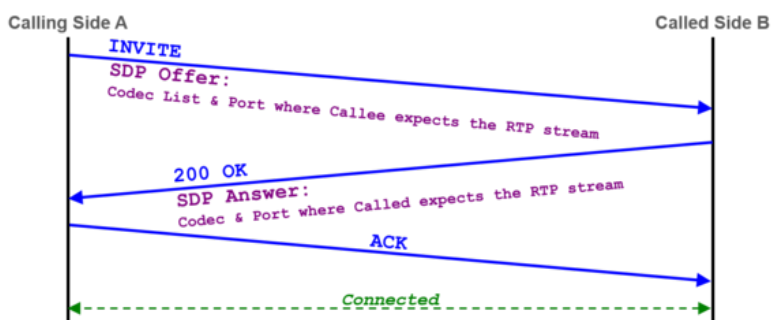 Calling Side A
Called Side B
INVITE
SDP Offer:
Codec List & Port where Callee expects the RTP stream
200 OK
SDP Answer:
Codec & Port where Called expects the RTP stream
ACK
Connected